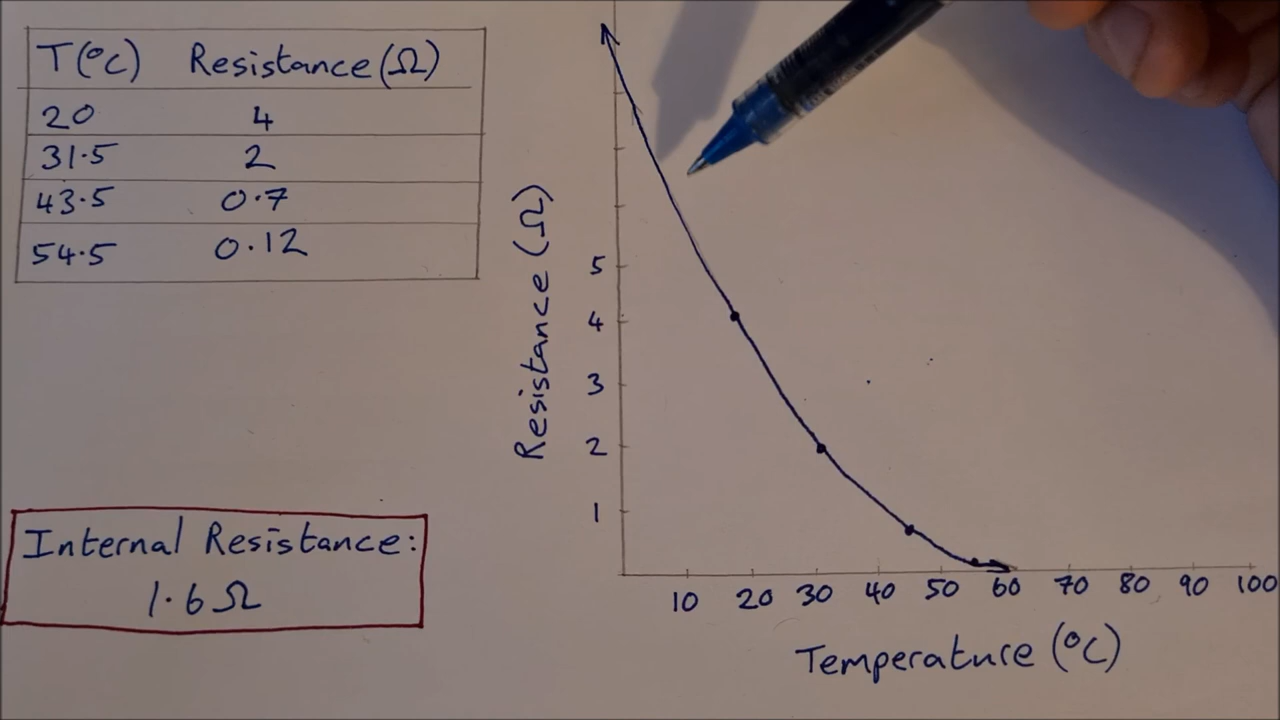 T(°C) Resistance(Ω)
20 4
31.5 2
43.5 0.7
54.5 0.12
Internal Resistance:
1.6Ω
Resistance (Ω)
5
4
3
2
1
10 20 30 40 50 60 70 80 90 100
Temperature (°C)